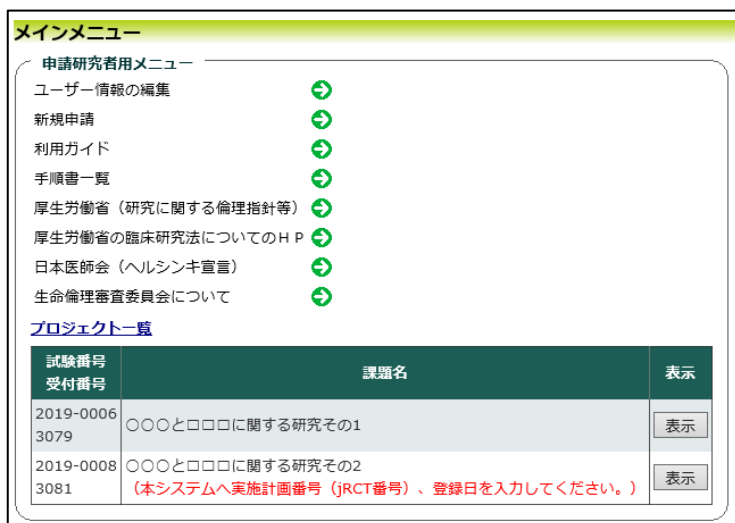 メインメニュー
申請研究者用メニュー
ユーザー情報の編集
新規申請
利用ガイド
手順書一覧
厚生労働省（研究に関する倫理指針等）
厚生労働省の臨床研究法についてのＨＰ
日本医師会（ヘルシンキ宣言）
生命倫理審査委員会について
プロジェクト一覧
試験番号
受付番号
課題名
表示
2019-0006
3079
○○○と□□□に関する研究その1
表示
2019-0008
3081
○○○と□□□に関する研究その2
（本システムへ実施計画番号（jRCT番号）、登録日を入力してください。）
表示